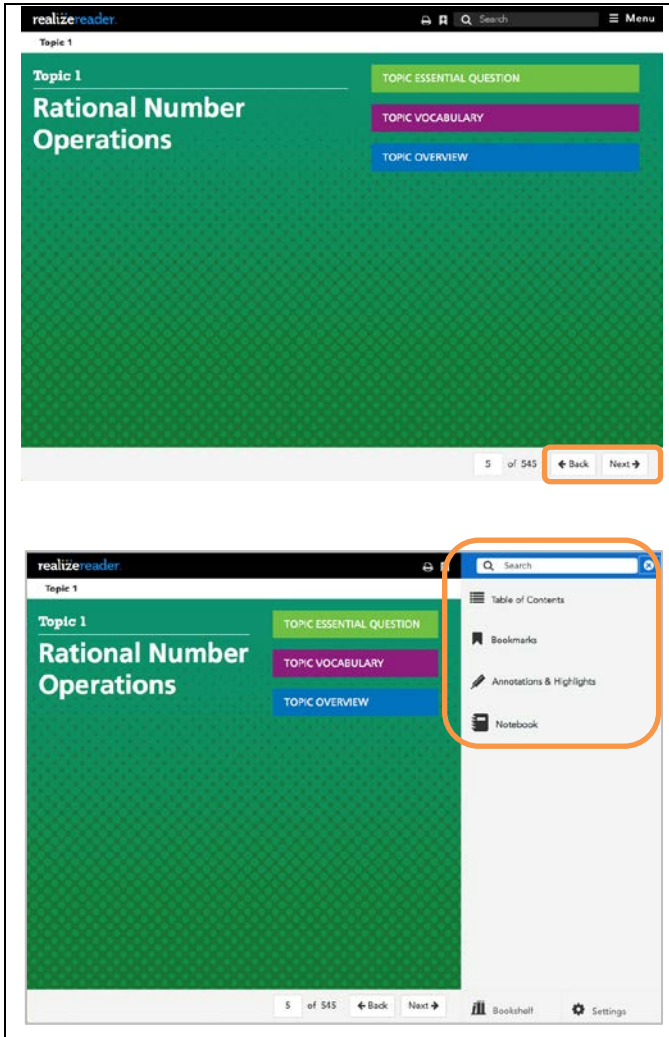 realizereader.
Search
Menu
Topic 1
Topic 1
Rational Number
Operations
TOPIC ESSENTIAL QUESTION
TOPIC VOCABULARY
TOPIC OVERVIEW
5 of 545 Back Next
realizereader.
Search
Topic 1
Topic 1
Rational Number
Operations
TOPIC ESSENTIAL QUESTION
TOPIC VOCABULARY
TOPIC OVERVIEW
Table of Contents
Bookmarks
Annotations & Highlights
Notebook
5 of 545 Back Next
Bookshelf Settings